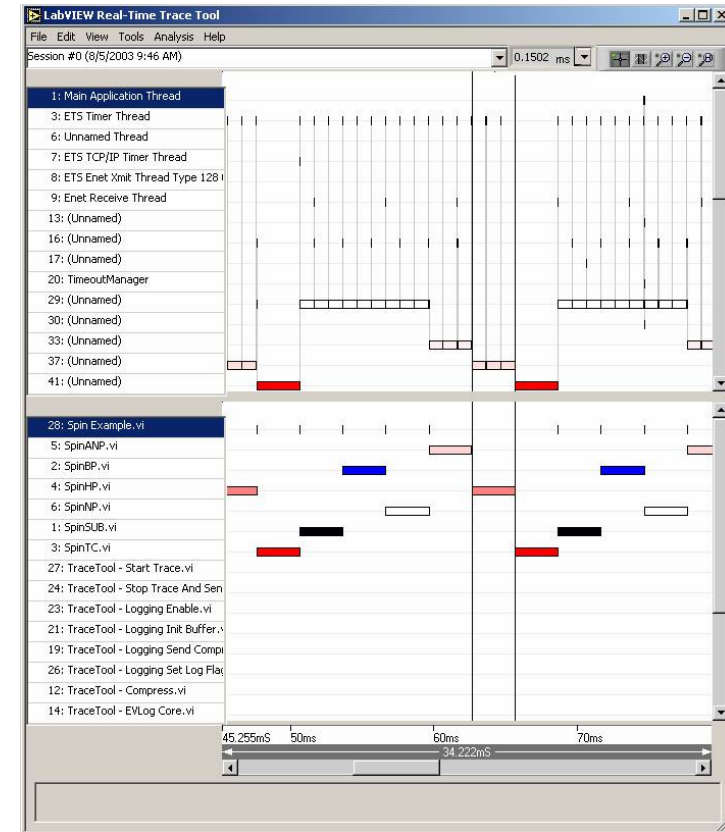 LabVIEW Real-Time Trace Tool
File Edit View Tools Analysis Help
Session #0 (8/5/2003 9:46 AM)
0.1502 ms
1: Main Application Thread
3: ETS Timer Thread
6: Unnamed Thread
7: ETS TCP/IP Timer Thread
8: ETS Enet Xmit Thread Type 128
9: Enet Receive Thread
13: (Unnamed)
16: (Unnamed)
17: (Unnamed)
20: TimeoutManager
29: (Unnamed)
30: (Unnamed)
33: (Unnamed)
37: (Unnamed)
41: (Unnamed)
28: Spin Example.vi
5: SpinANP.vi
2: SpinBP.vi
4: SpinHP.vi
6: SpinNP.vi
1: SpinSUB.vi
3: SpinTC.vi
27: TraceTool - Start Trace.vi
24: TraceTool - Stop Trace And Sen
23: TraceTool - Logging Enable.vi
21: TraceTool - Logging Init Buffer.
19: TraceTool - Logging Send Comp
26: TraceTool - Logging Set Log Flag
12: TraceTool - Compress.vi
14: TraceTool - EVLog Core.vi
45.255mS 50ms 60ms 70ms
34.222mS